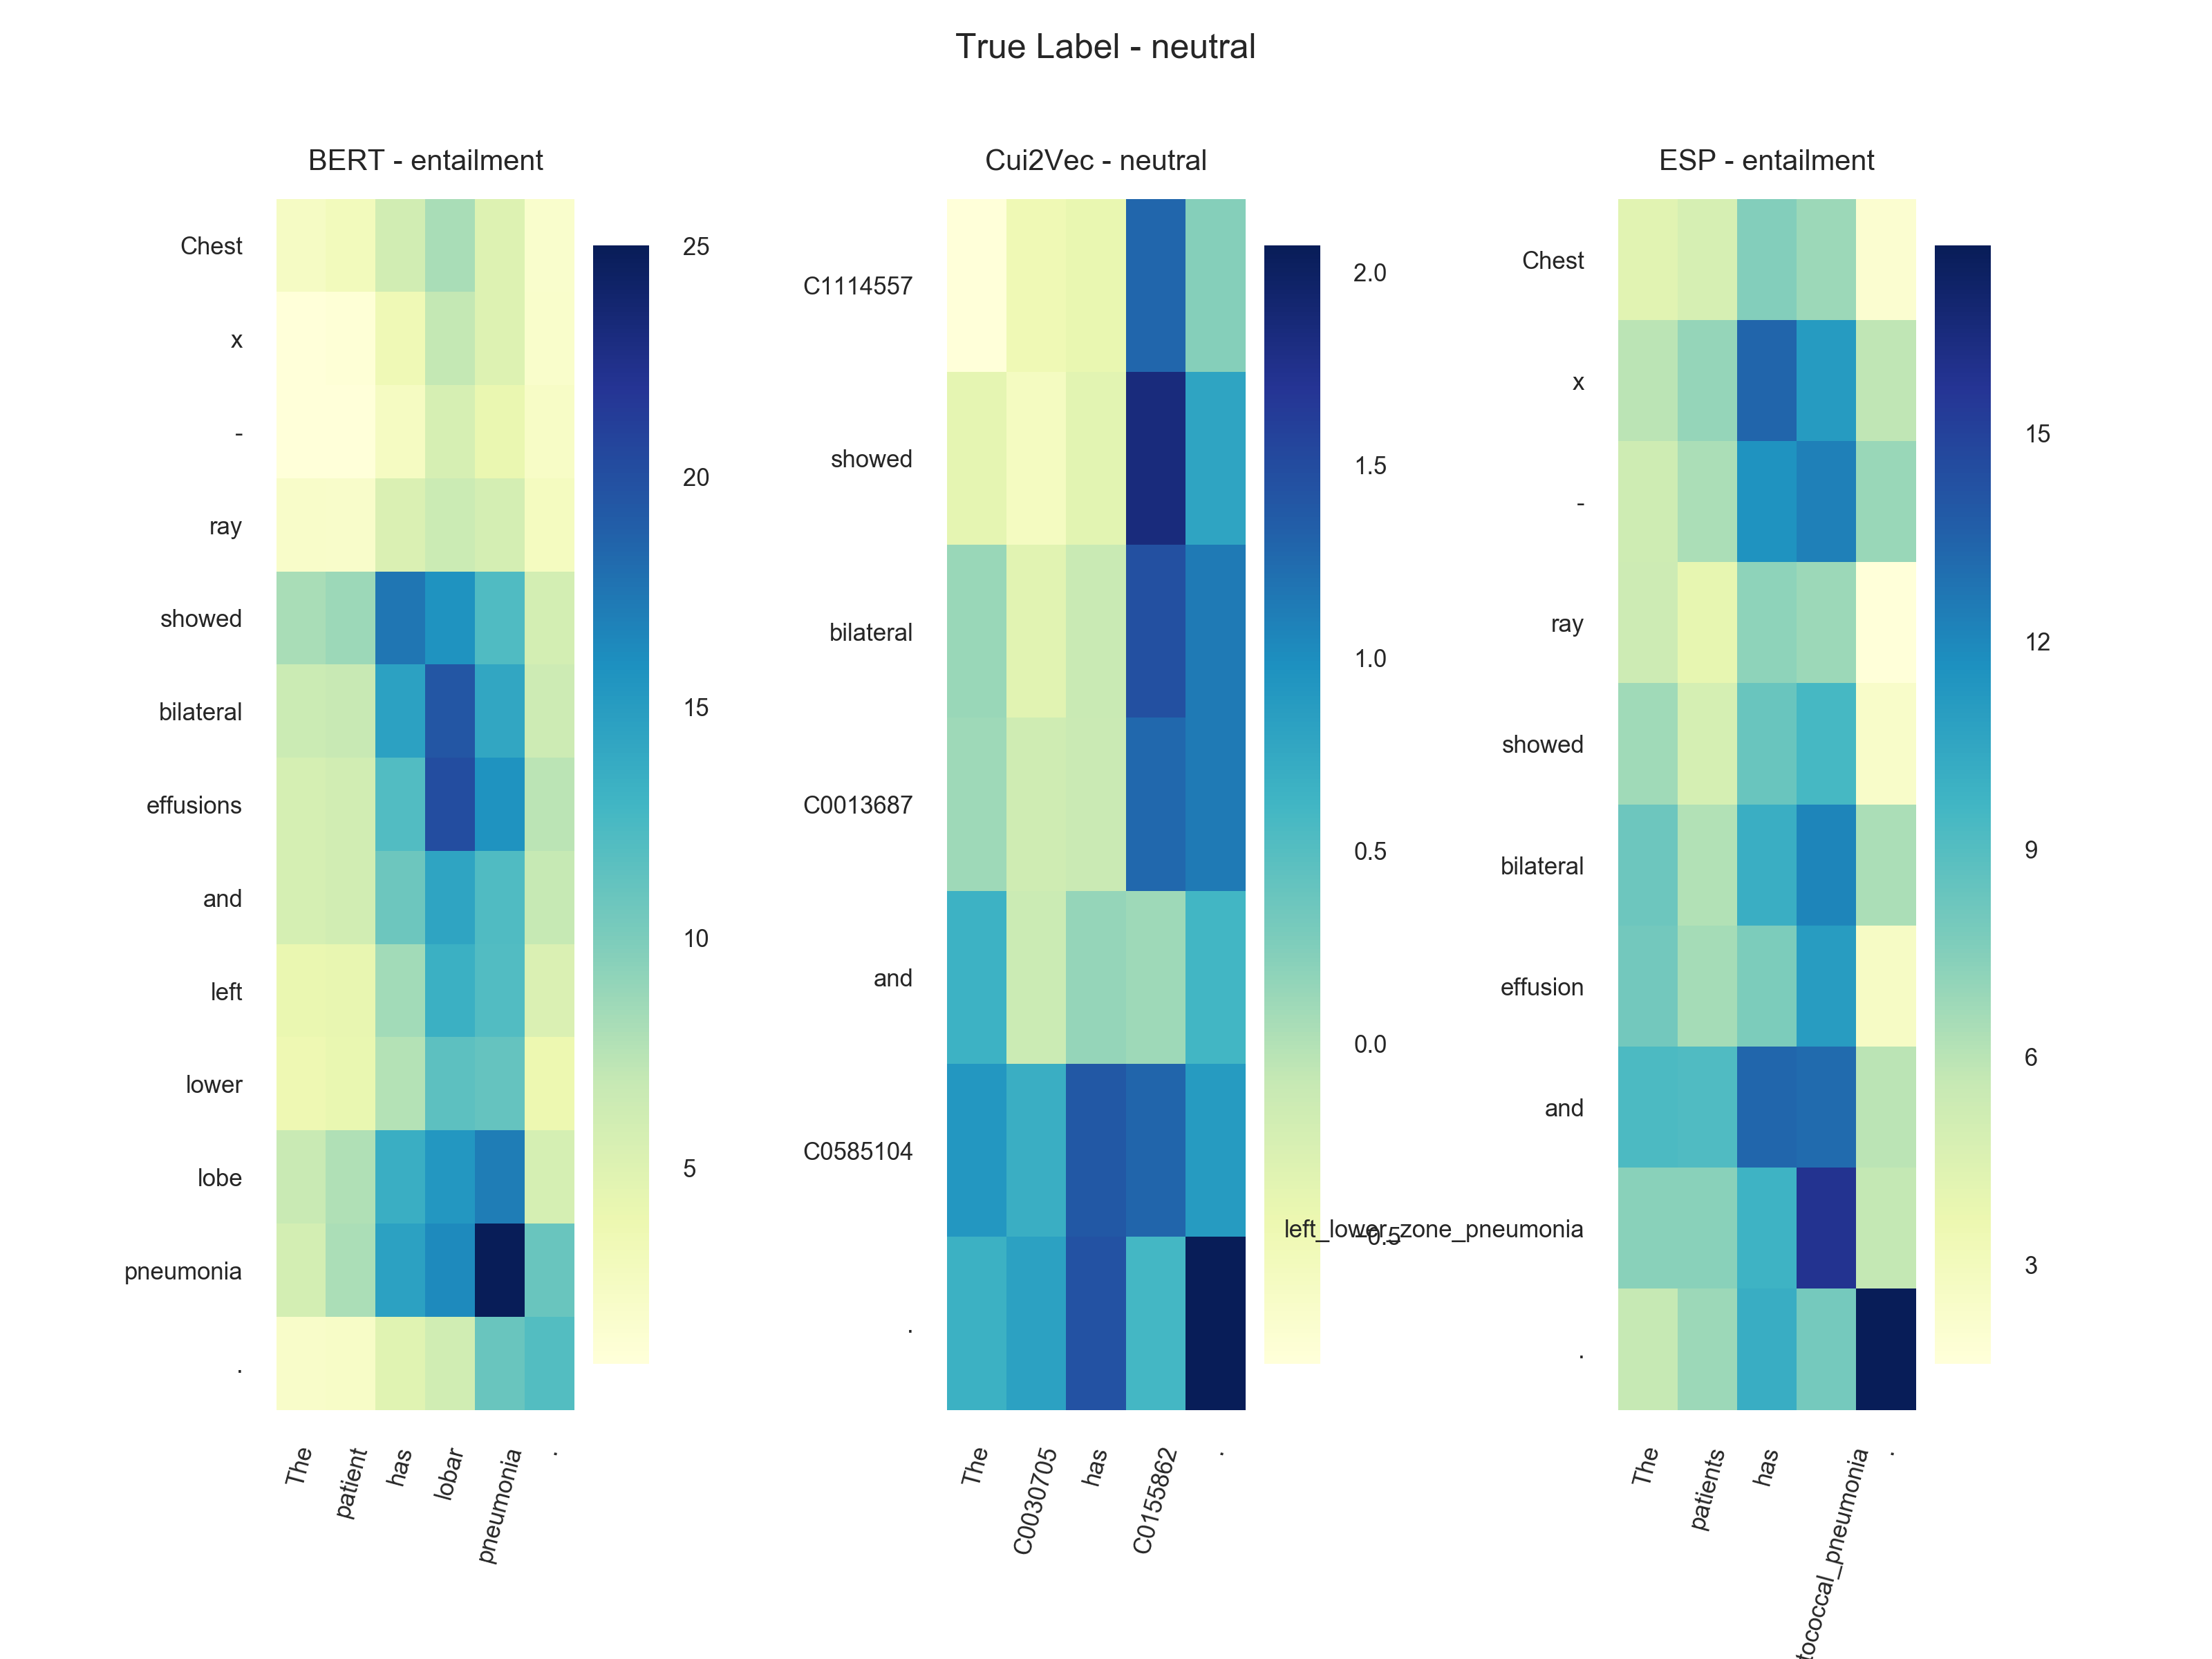 True Label - neutral
BERT - entailment
Chest
x
-
ray
showed
bilateral
effusions
and
left
lower
lobe
pneumonia
.
The
patient
has
lobar
pneumonia
.
25
20
15
10
5
Cui2Vec - neutral
C1114557
showed
bilateral
C0013687
and
C0585104
.
The
C0030705
has
C0155862
.
2.0
1.5
1.0
0.5
0.0
-0.5
ESP - entailment
Chest
x
-
ray
showed
bilateral
effusion
and
left_lower_zone_pneumonia
.
The
patients
has
tococcal_pneumonia
.
15
12
9
6
3